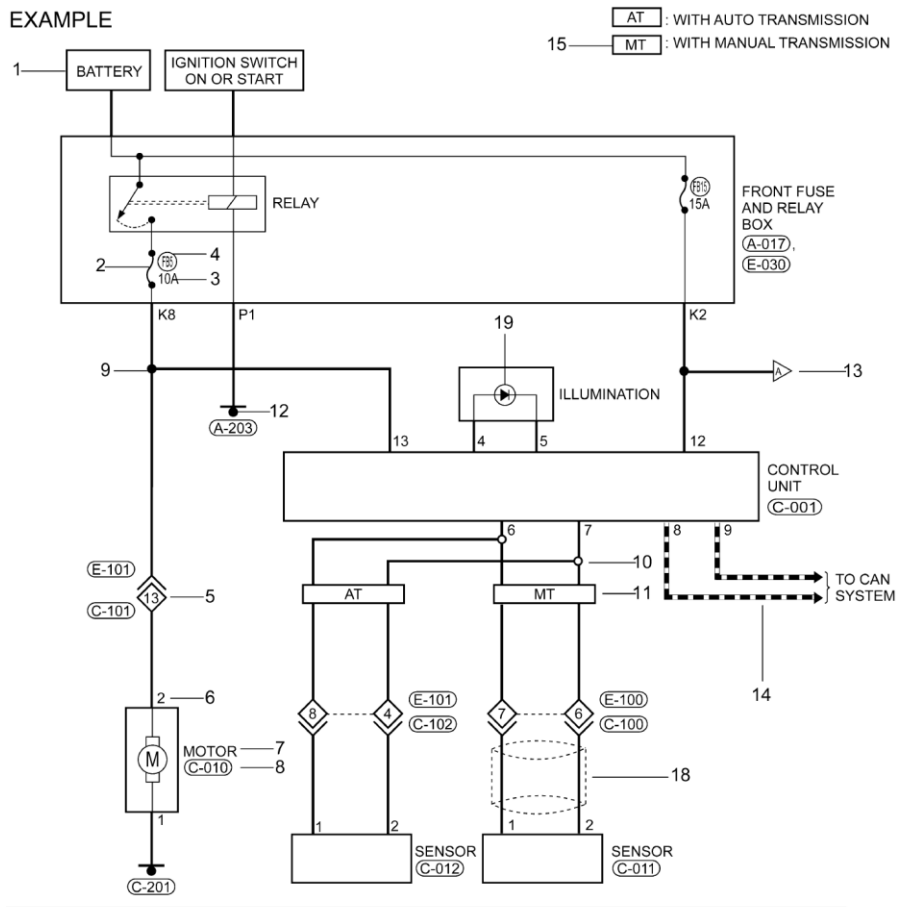 EXAMPLE
AT : WITH AUTO TRANSMISSION
15 MT : WITH MANUAL TRANSMISSION
1 BATTERY
IGNITION SWITCH
ON OR START
RELAY
FB15
15A
FRONT FUSE
AND RELAY
BOX
A-017,
E-030
2 FB5 4
10A 3
K8 P1 K2
19
9
ILLUMINATION
A 13
12
A-203
13 4 5 12
CONTROL
UNIT
C-001
6 7 8 9
10
E-101
C-101
13 5
AT MT 11
TO CAN
SYSTEM
14
2 6
8 4 E-101
C-102
7 6 E-100
C-100
M MOTOR 7
C-010 8
18
1
1 2 SENSOR
C-012
1 2 SENSOR
C-011
C-201